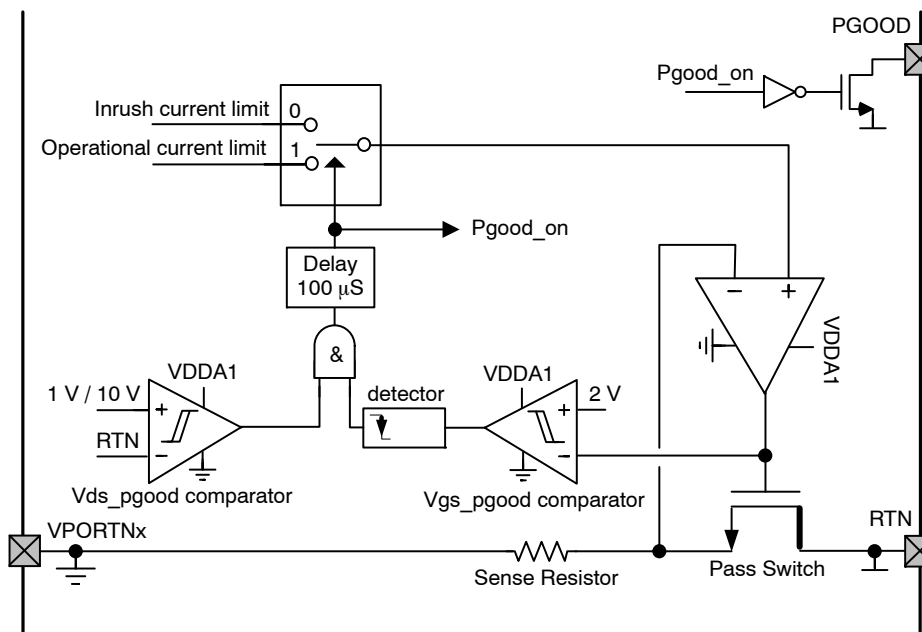 PGOOD
Pgood_on
Inrush current limit
0
Operational current limit
1
Pgood_on
Delay
100 μS
− +
VDDA1
&
VDDA1
detector
VDDA1
1 V / 10 V
+
2 V
+
RTN
−
−
Vds_pgood comparator
Vgs_pgood comparator
VPORTNx
RTN
Sense Resistor
Pass Switch